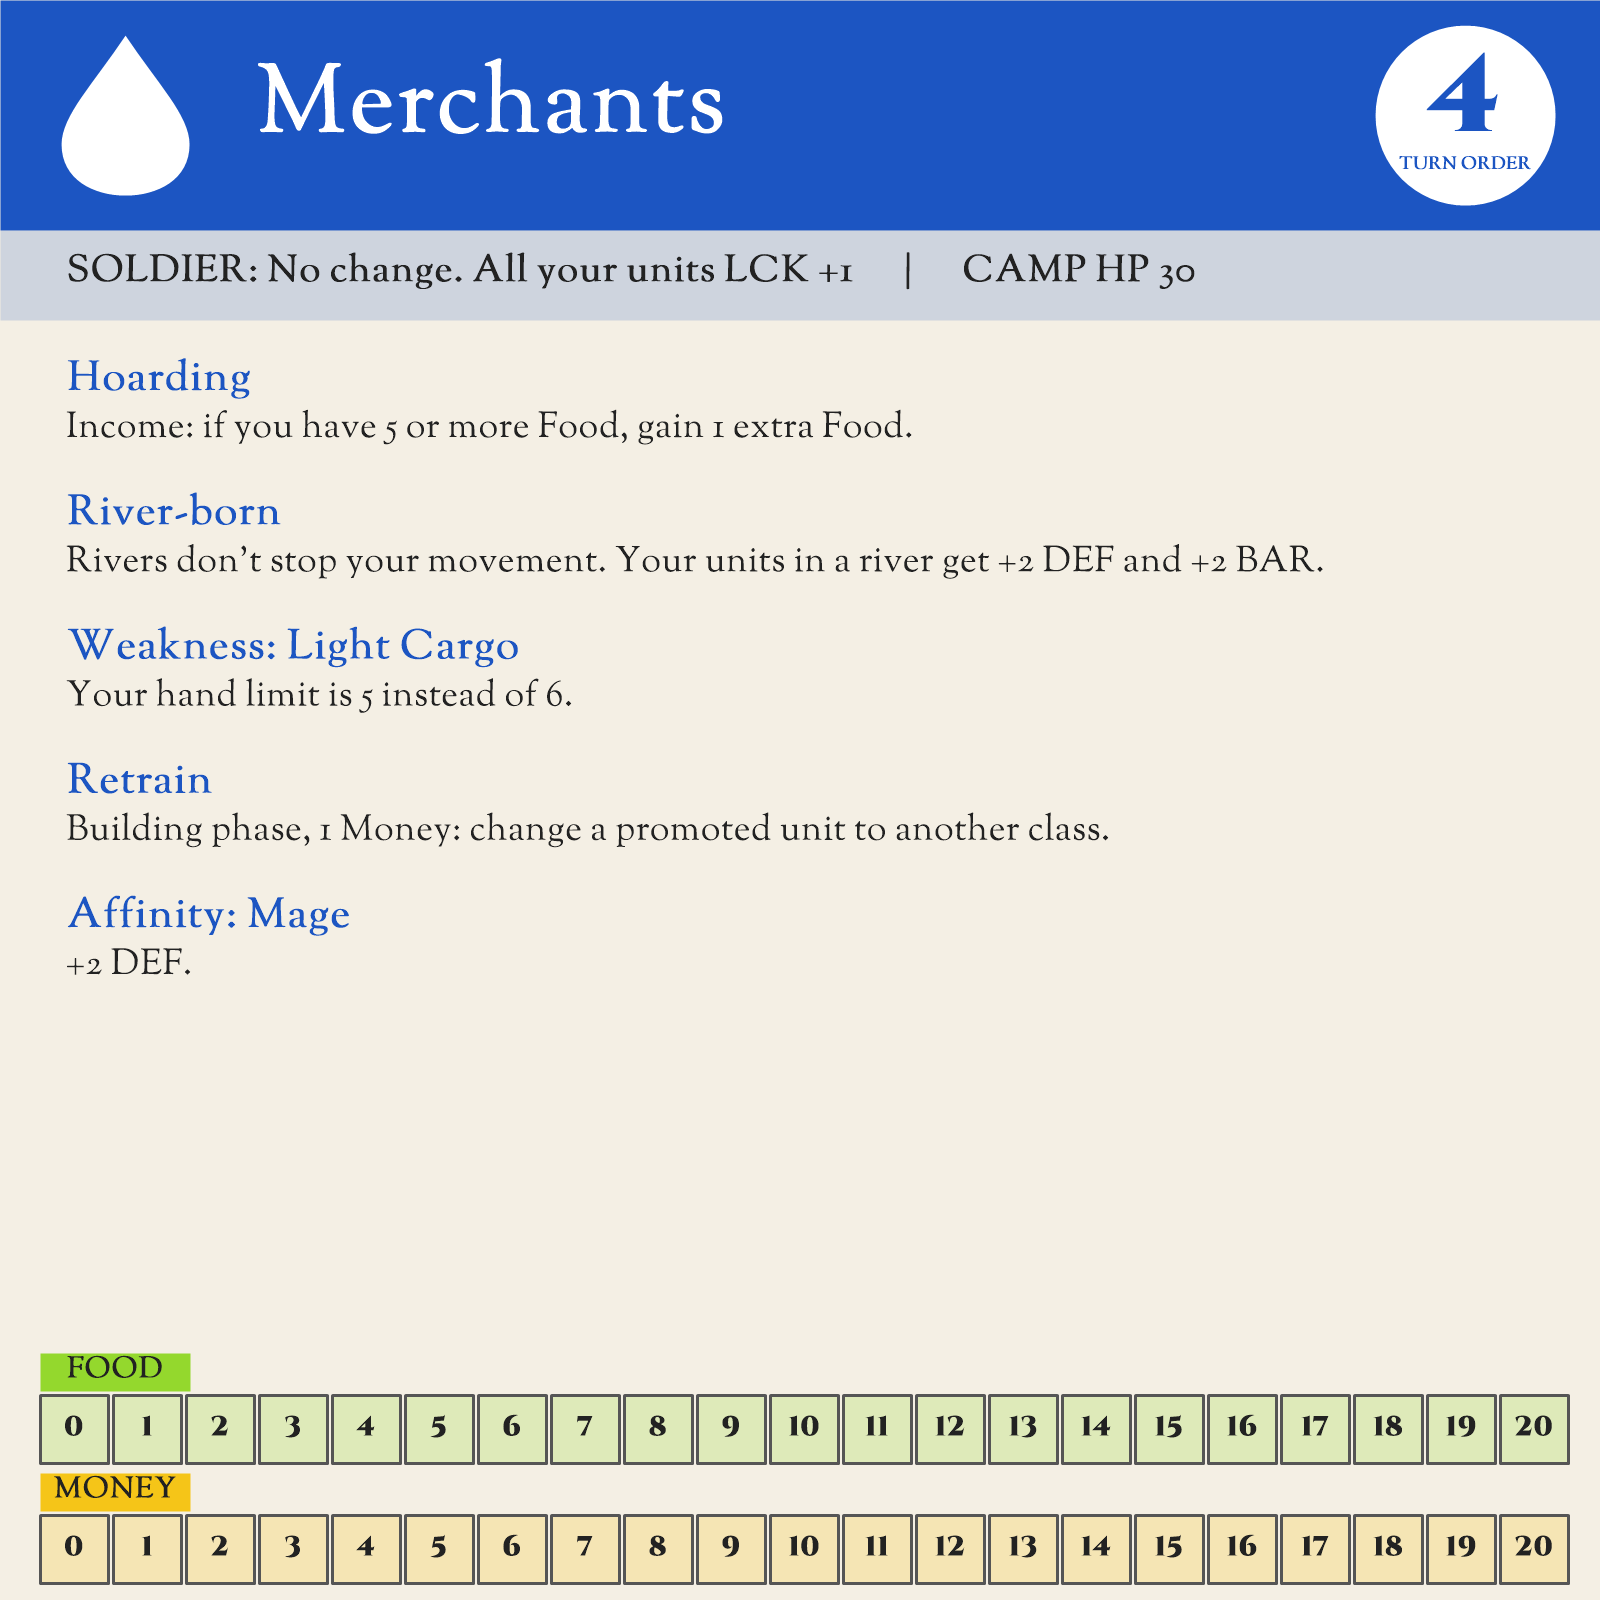 Merchants
4
TURN ORDER
SOLDIER: No change. All your units LCK +1 | CAMP HP 30
Hoarding
Income: if you have 5 or more Food, gain 1 extra Food.
River-born
Rivers don’t stop your movement. Your units in a river get +2 DEF and +2 BAR.
Weakness: Light Cargo
Your hand limit is 5 instead of 6.
Retrain
Building phase, 1 Money: change a promoted unit to another class.
Affinity: Mage
+2 DEF.
FOOD
0 1 2 3 4 5 6 7 8 9 10 11 12 13 14 15 16 17 18 19 20
MONEY
0 1 2 3 4 5 6 7 8 9 10 11 12 13 14 15 16 17 18 19 20